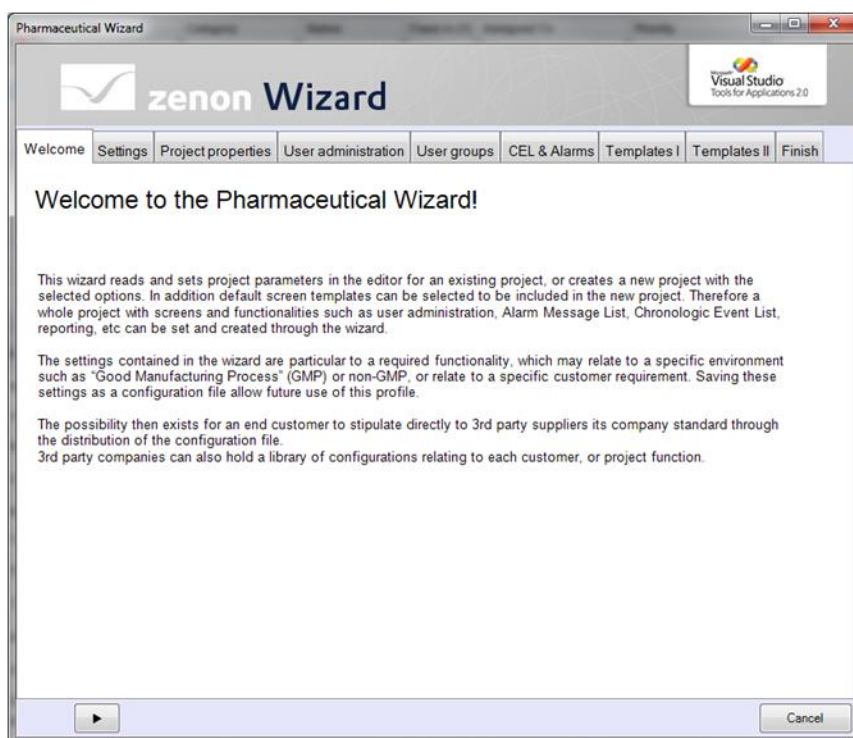 Pharmaceutical Wizard
zenon Wizard
Microsoft
Visual Studio
Tools for Applications 2.0
Welcome Settings Project properties User administration User groups CEL & Alarms Templates I Templates II Finish
Welcome to the Pharmaceutical Wizard!
This wizard reads and sets project parameters in the editor for an existing project, or creates a new project with the
selected options. In addition default screen templates can be selected to be included in the new project. Therefore a
whole project with screens and functionalities such as user administration, Alarm Message List, Chronologic Event List,
reporting, etc can be set and created through the wizard.
The settings contained in the wizard are particular to a required functionality, which may relate to a specific environment
such as “Good Manufacturing Process” (GMP) or non-GMP, or relate to a specific customer requirement. Saving these
settings as a configuration file allow future use of this profile.
The possibility then exists for an end customer to stipulate directly to 3rd party suppliers its company standard through
the distribution of the configuration file.
3rd party companies can also hold a library of configurations relating to each customer, or project function.
Cancel